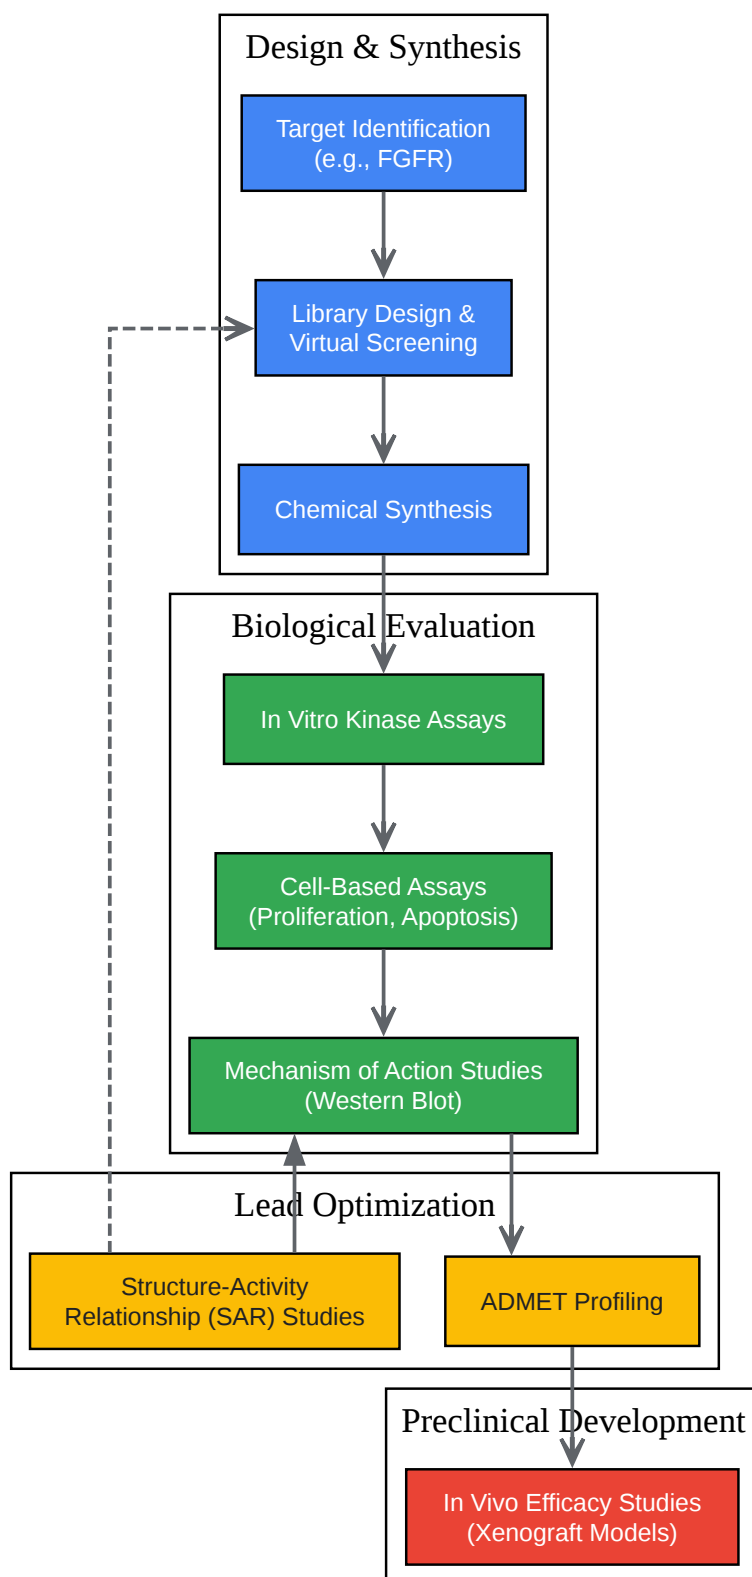 Design & Synthesis
Target Identification
(e.g., FGFR)
Library Design &
Virtual Screening
Chemical Synthesis
Biological Evaluation
In Vitro Kinase Assays
Cell-Based Assays
(Proliferation, Apoptosis)
Mechanism of Action Studies
(Western Blot)
Lead Optimization
Structure-Activity
Relationship (SAR) Studies
ADMET Profiling
Preclinical Development
In Vivo Efficacy Studies
(Xenograft Models)